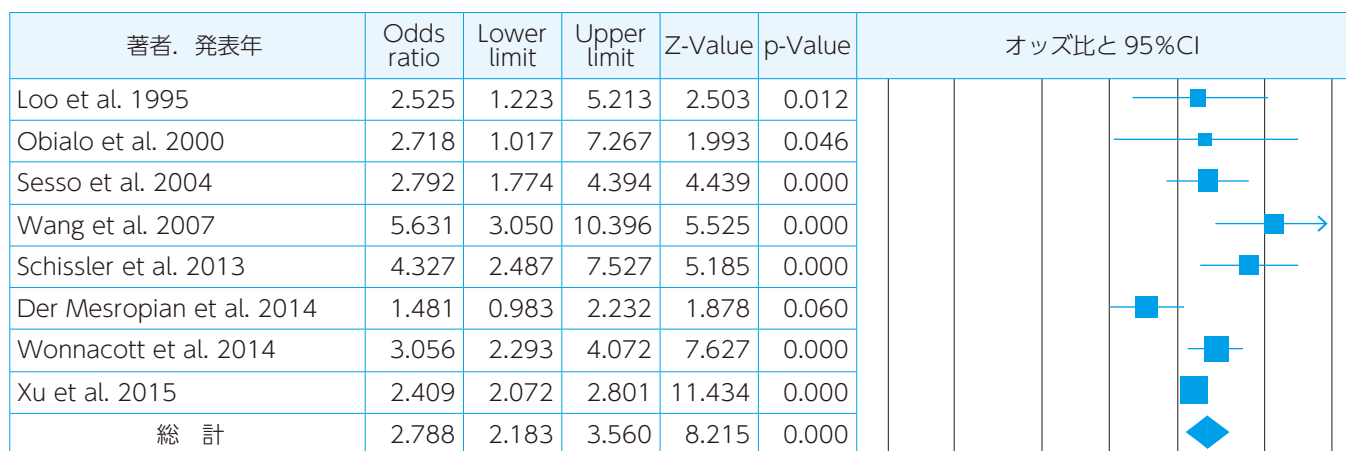 著者．発表年 Odds ratio Lower limit Upper limit Z-Value p-Value オッズ比と 95%CI
Loo et al. 1995 2.525 1.223 5.213 2.503 0.012
Obialo et al. 2000 2.718 1.017 7.267 1.993 0.046
Sesso et al. 2004 2.792 1.774 4.394 4.439 0.000
Wang et al. 2007 5.631 3.050 10.396 5.525 0.000
Schissler et al. 2013 4.327 2.487 7.527 5.185 0.000
Der Mesropian et al. 2014 1.481 0.983 2.232 1.878 0.060
Wonnacott et al. 2014 3.056 2.293 4.072 7.627 0.000
Xu et al. 2015 2.409 2.072 2.801 11.434 0.000
総　計 2.788 2.183 3.560 8.215 0.000